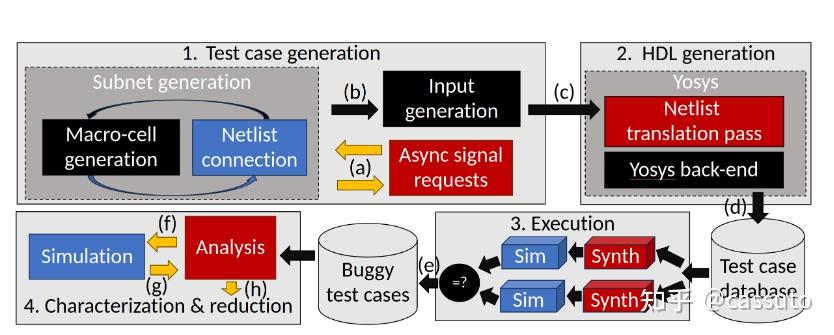 1. Test case generation
Subnet generation
Macro-cell
generation
Netlist
connection
(b)
Input
generation
(a)
Async signal
requests
(c)
2. HDL generation
Yosys
Netlist
translation pass
Yosys back-end
(d)
Test case
database
3. Execution
Sim
Synth
Sim
Synth
=?
(e)
Buggy
test cases
(f)
Simulation
Analysis
(g)
(h)
4. Characterization & reduction
知乎 @cassuto